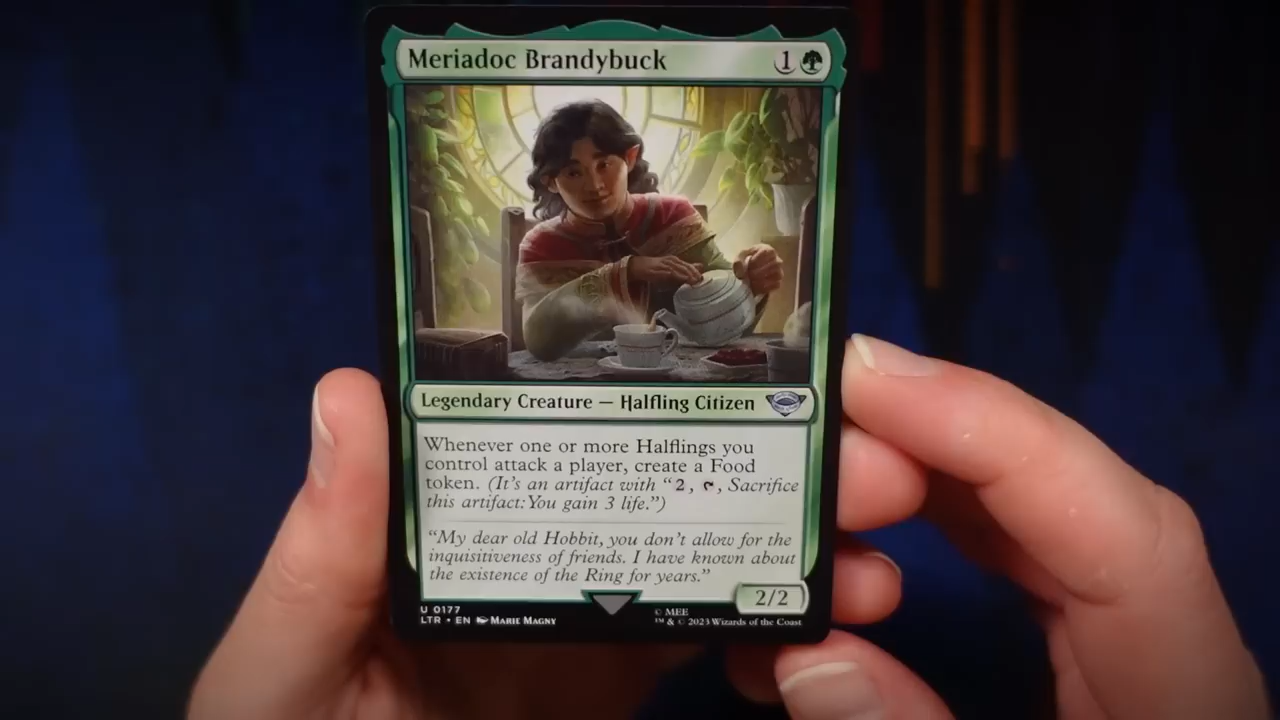 Meriadoc Brandybuck 1
Legendary Creature — Halfling Citizen
Whenever one or more Halflings you
control attack a player, create a Food
token. (It's an artifact with “2, , Sacrifice
this artifact: You gain 3 life.”)
“My dear old Hobbit, you don't allow for the
inquisitiveness of friends. I have known about
the existence of the Ring for years.”
2/2
U 0177
LTR • EN MARIE MAGNY
© MEE
™ & © 2023 Wizards of the Coast